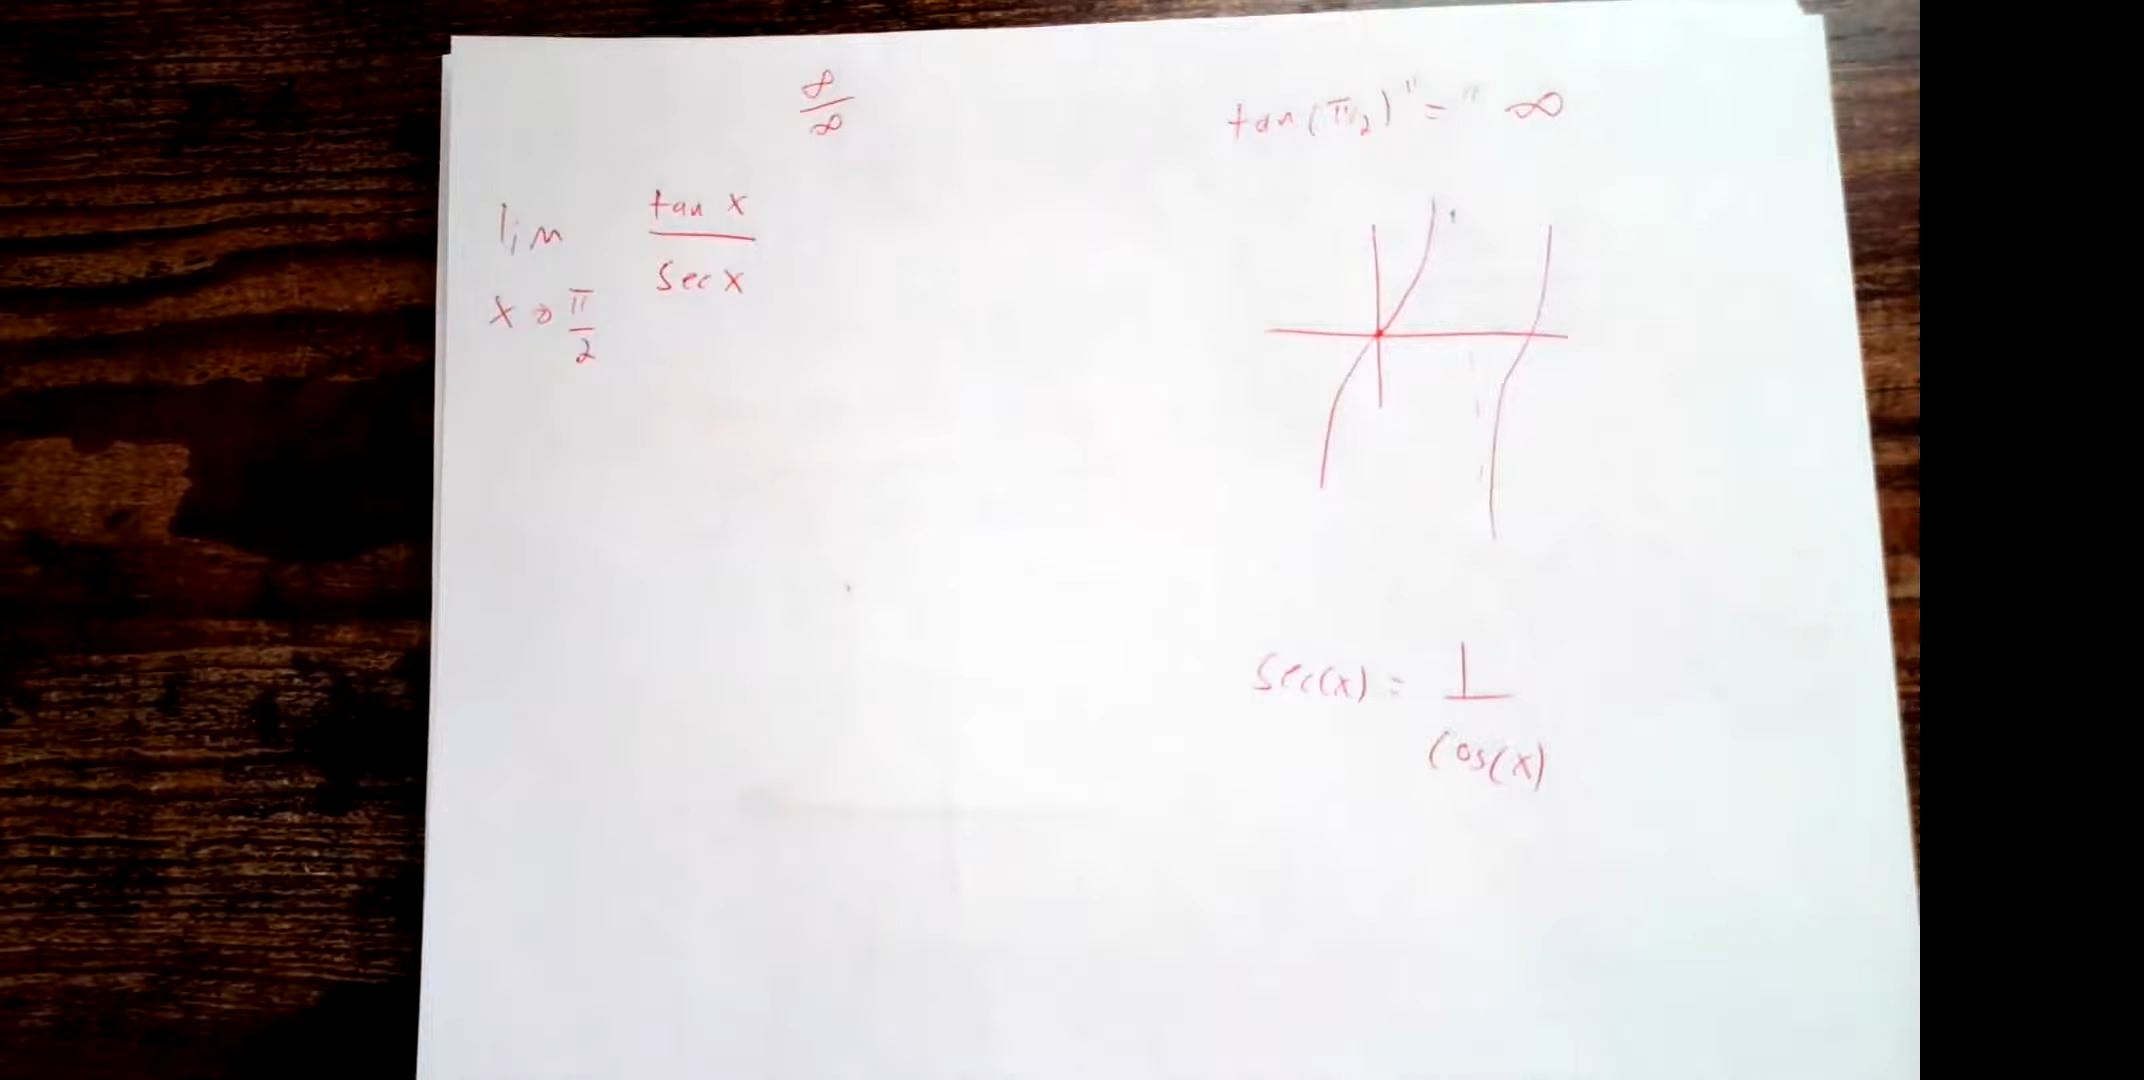 ∞/∞
tan(π/2) "=" ∞
lim x→π/2 tan x / sec x
sec(x) = 1/cos(x)